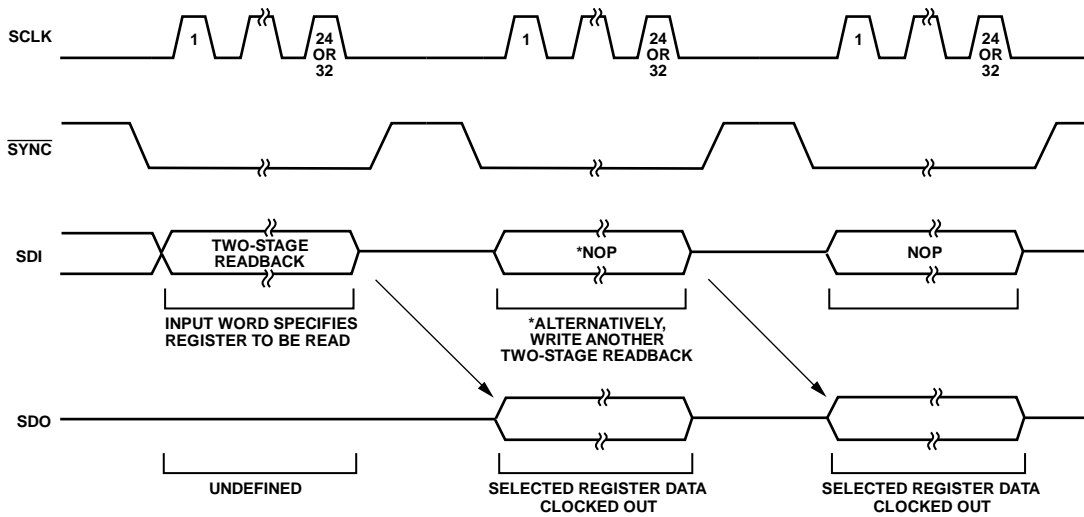 SCLK
1
24
OR
32
1
24
OR
32
1
24
OR
32
SYNC
SDI
TWO-STAGE
READBACK
*NOP
NOP
INPUT WORD SPECIFIES
REGISTER TO BE READ
*ALTERNATIVELY,
WRITE ANOTHER
TWO-STAGE READBACK
SDO
UNDEFINED
SELECTED REGISTER DATA
CLOCKED OUT
SELECTED REGISTER DATA
CLOCKED OUT